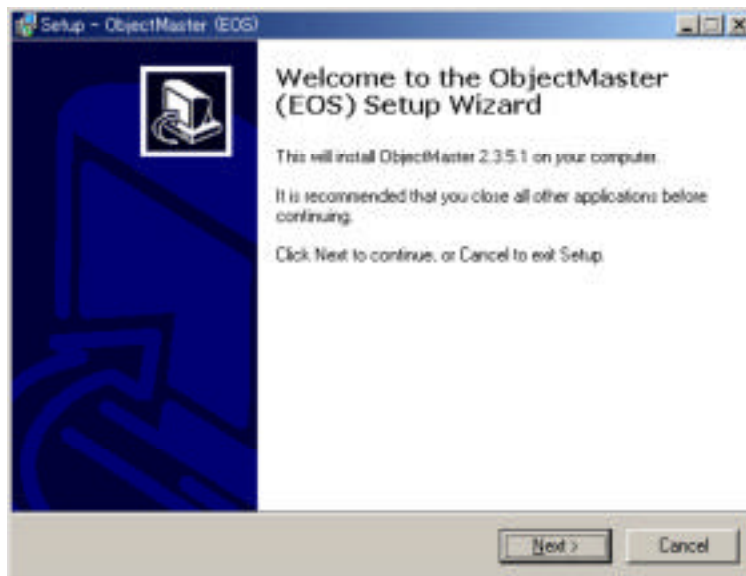 Setup - ObjectMaster (EOS)
Welcome to the ObjectMaster
(EOS) Setup Wizard
This will install ObjectMaster 2.3.5.1 on your computer.
It is recommended that you close all other applications before
continuing.
Click Next to continue, or Cancel to exit Setup.
Next >
Cancel